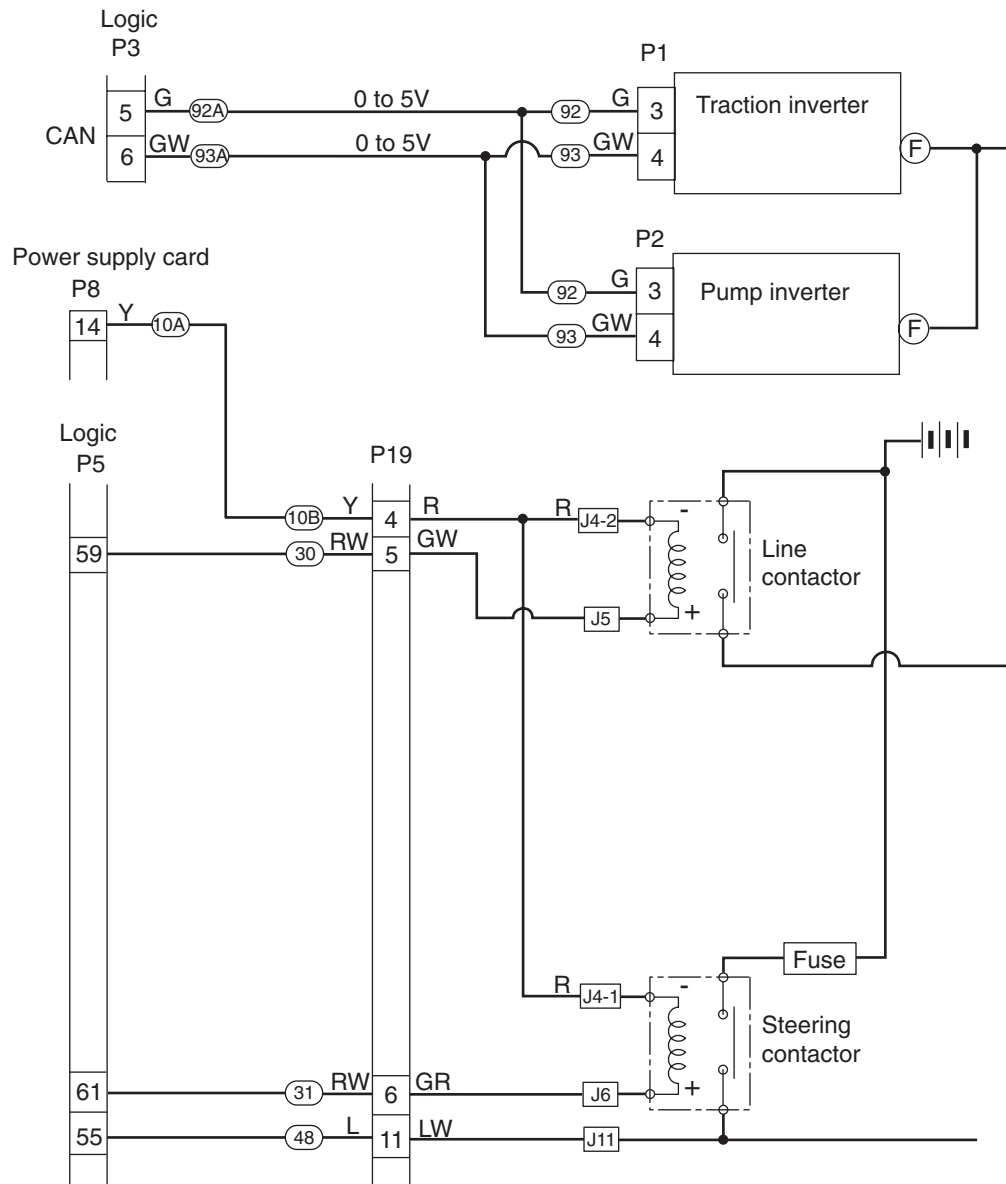 Logic
P3
CAN
5
G
92A
0 to 5V
92
G
6
GW
93A
0 to 5V
93
GW
P1
3
4
Traction inverter
F
P2
92
G
3
93
GW
4
Pump inverter
F
Power supply card
P8
14
Y
10A
Logic
P5
P19
10B
Y
4
R
R
J4-2
59
30
RW
5
GW
J5
-
+
Line
contactor
Fuse
R
J4-1
-
+
Steering
contactor
61
31
RW
6
GR
J6
55
48
L
11
LW
J11